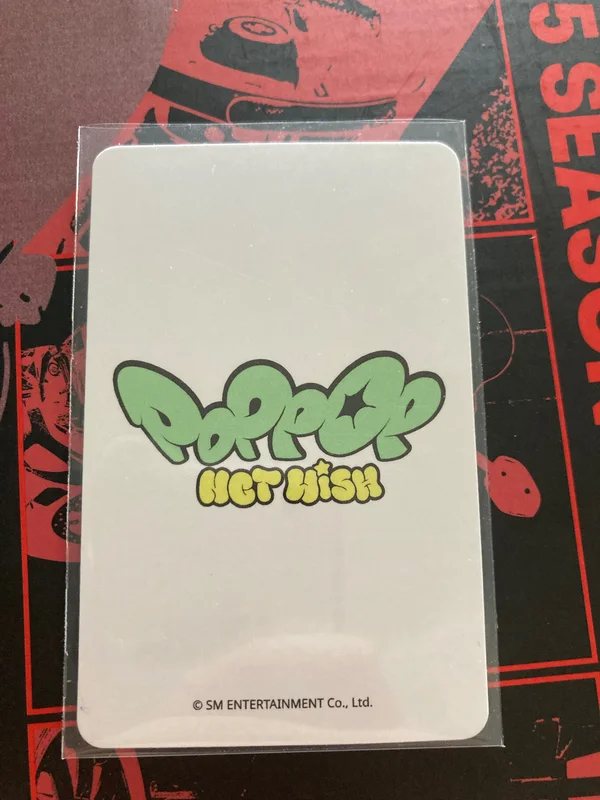 5 SEASON
POPPOP
NCT WISH
© SM ENTERTAINMENT Co., Ltd.